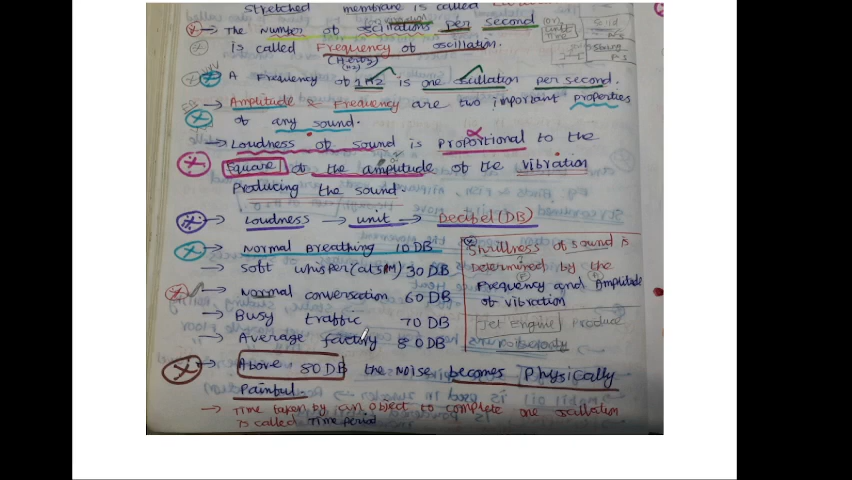 stretched membrane is called
→ The Number of oscillations per second
is called Frequency of oscillation.
(Hertz)
(Hz)
→ A Frequency of 1Hz is one oscillation per second.
→ Amplitude & Frequency are two important properties
of any sound.
→ Loudness of sound is proportional to the
square of the amplitude of the vibration
Producing the sound.
→ Loudness → unit → Decibel(DB)
→ Normal Breathing 10 DB
→ Soft whisper(at 5M) 30 DB
→ Normal conversation 60 DB
→ Busy traffic 70 DB
→ Average factory 80 DB
Shrillness of sound is
Determined by the
Frequency and Amplitude
of vibration
Jet Engine Produce
→ Above 80 DB the Noise becomes Physically
Painful.
→ Time taken by an object to complete one oscillation
is called Time period